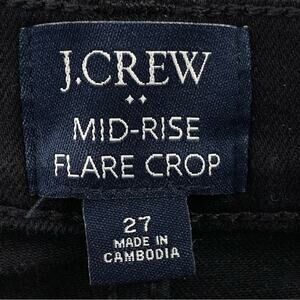 J.CREW
MID-RISE
FLARE CROP
27
MADE IN
CAMBODIA